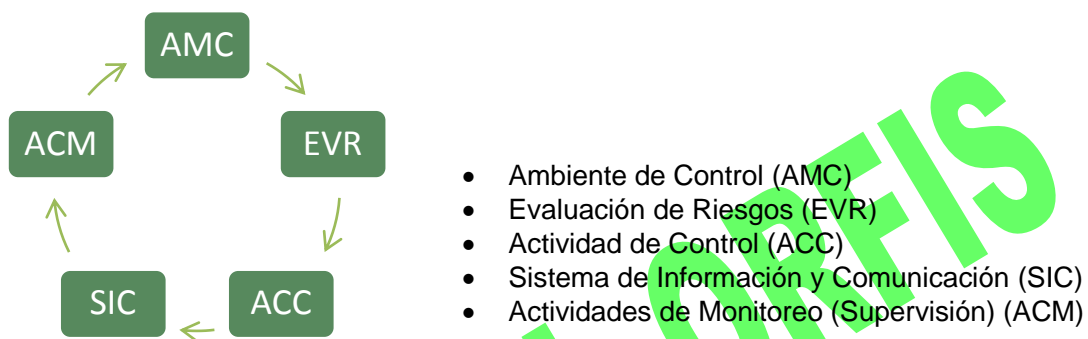 AMC
ACM
EVR
SIC
ACC
• Ambiente de Control (AMC)
• Evaluación de Riesgos (EVR)
• Actividad de Control (ACC)
• Sistema de Información y Comunicación (SIC)
• Actividades de Monitoreo (Supervisión) (ACM)
ORFIS